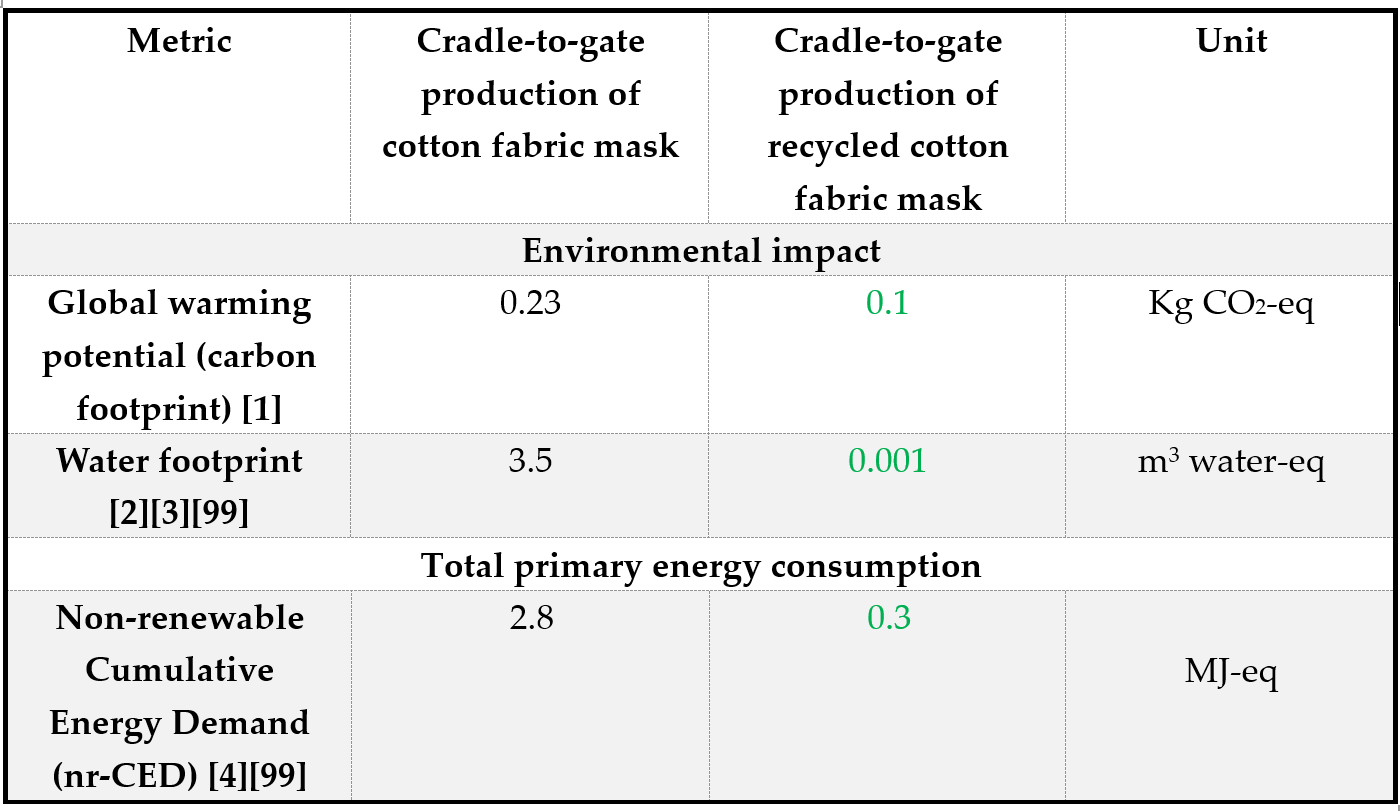 Metric
Cradle-to-gate
production of
cotton fabric mask
Cradle-to-gate
production of
recycled cotton
fabric mask
Unit
Environmental impact
Global warming
potential (carbon
footprint) [1]
0.23
0.1
Kg CO₂-eq
Water footprint
[2][3][99]
3.5
0.001
m³ water-eq
Total primary energy consumption
Non-renewable
Cumulative
Energy Demand
(nr-CED) [4][99]
2.8
0.3
MJ-eq